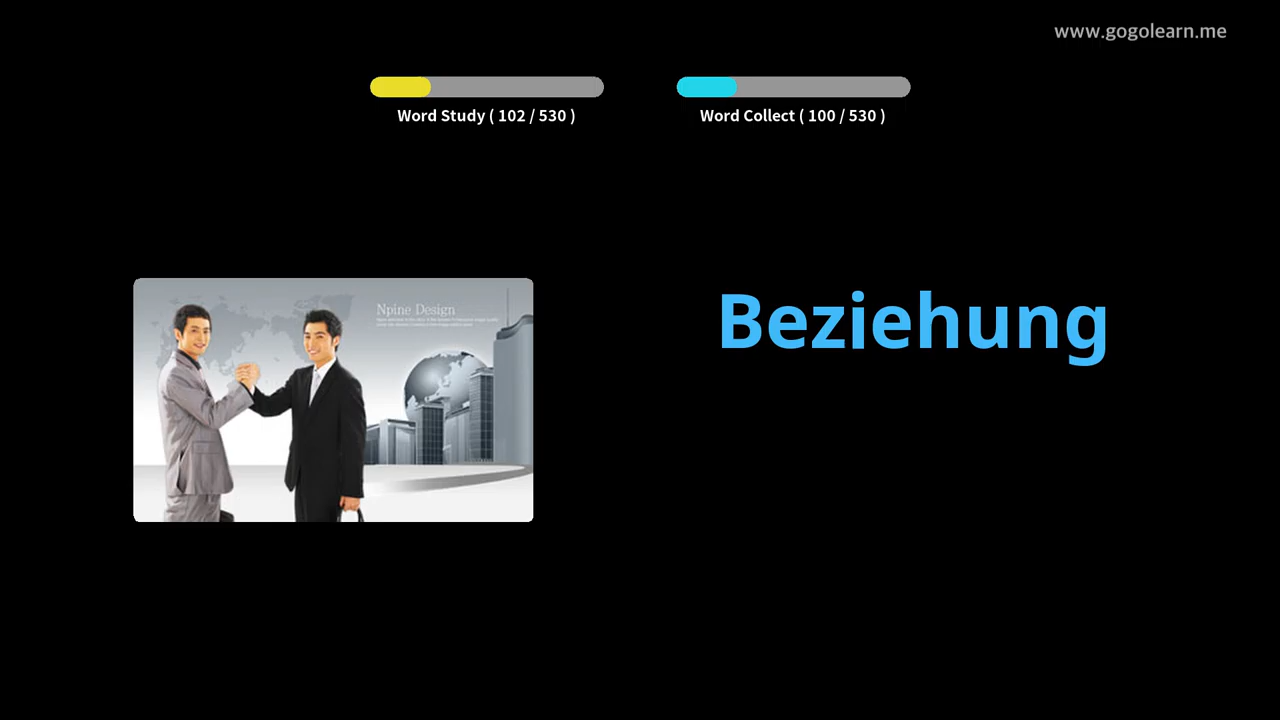 www.gogolearn.me
Word Study ( 102 / 530 )
Word Collect ( 100 / 530 )
Npine Design
Beziehung